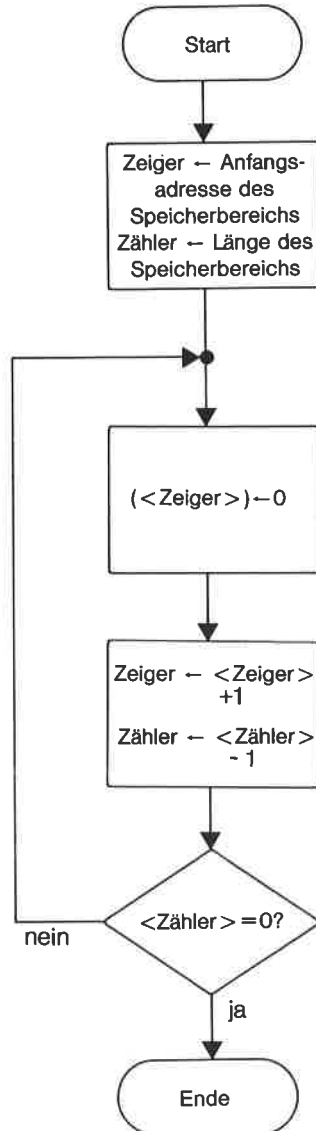 Start
Zeiger ← Anfangs-
adresse des
Speicherbereichs
Zähler ← Länge des
Speicherbereichs
(<Zeiger>)←0
Zeiger ← <Zeiger>
+1
Zähler ← <Zähler>
- 1
<Zähler>=0?
nein
ja
Ende